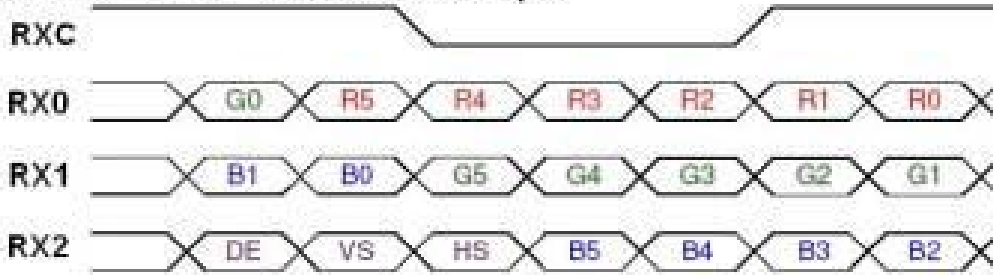 RXC
RX0 G0 R5 R4 R3 R2 R1 R0
RX1 B1 B0 G5 G4 G3 G2 G1
RX2 DE VS HS B5 B4 B3 B2